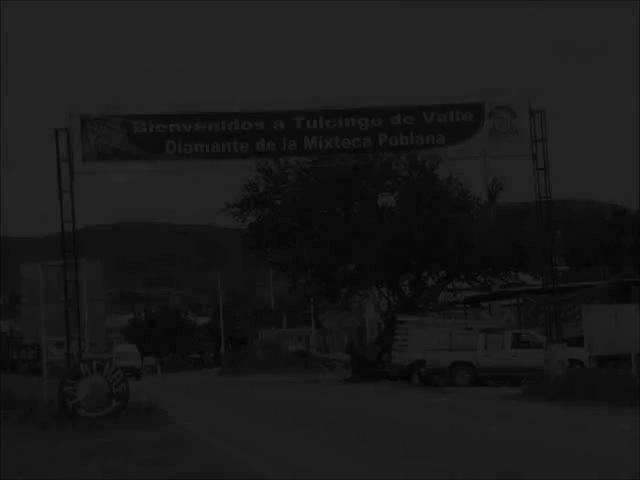 Bienvenidos a Tulcingo de Valle
Diamante de la Mixteca Poblana